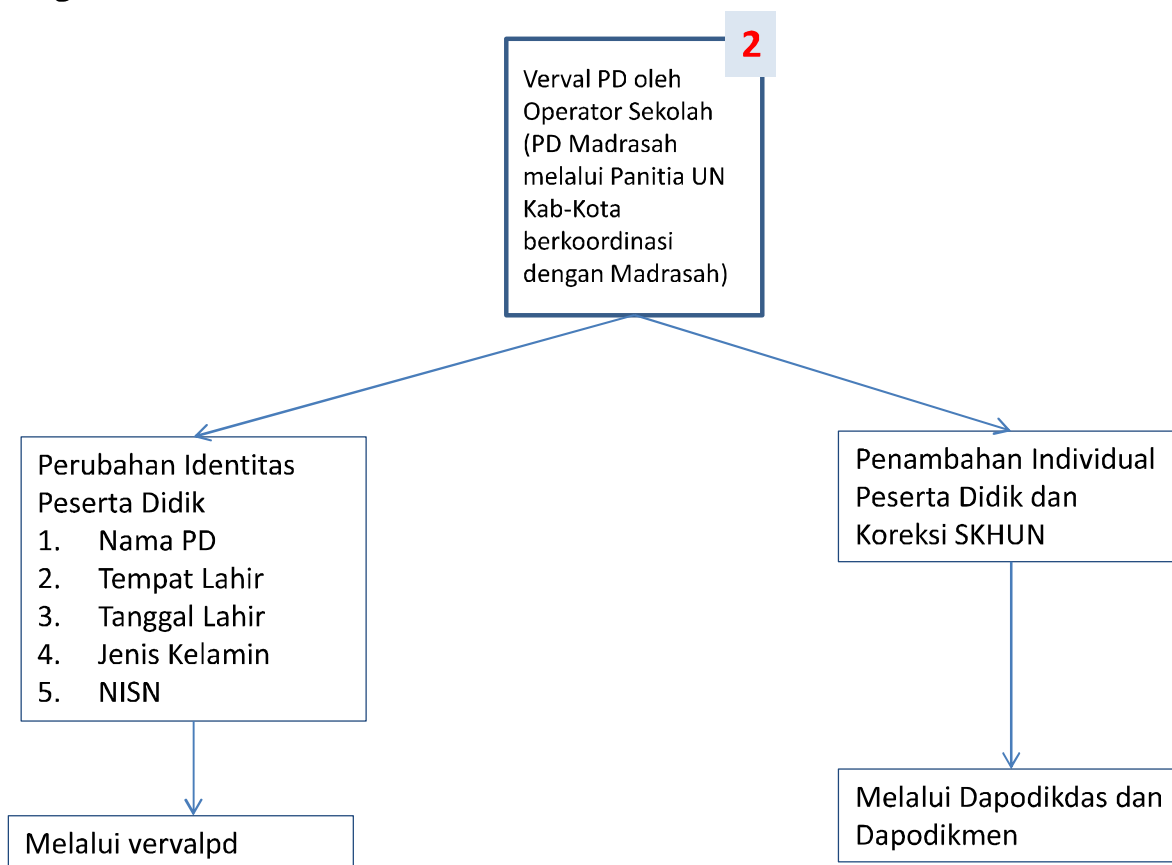 2
Verval PD oleh
Operator Sekolah
(PD Madrasah
melalui Panitia UN
Kab-Kota
berkoordinasi
dengan Madrasah)
Perubahan Identitas
Peserta Didik
1. Nama PD
2. Tempat Lahir
3. Tanggal Lahir
4. Jenis Kelamin
5. NISN
Penambahan Individual
Peserta Didik dan
Koreksi SKHUN
Melalui vervalpd
Melalui Dapodikdas dan
Dapodikmen